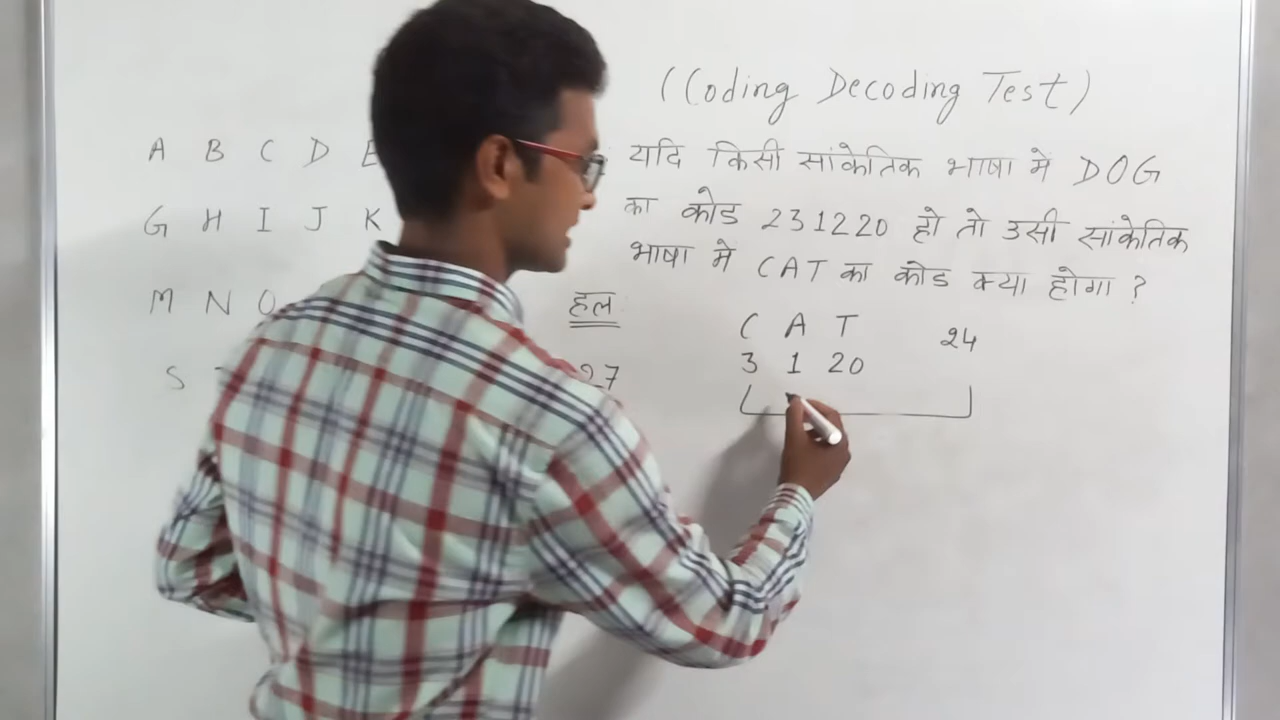 (Coding Decoding Test)
A B C D E
G H I J K
M N O
S
यदि किसी सांकेतिक भाषा मे DOG
का कोड 231220 हो तो उसी सांकेतिक
भाषा मे CAT का कोड क्या होगा ?
हल
27
C A T
3 1 20
24